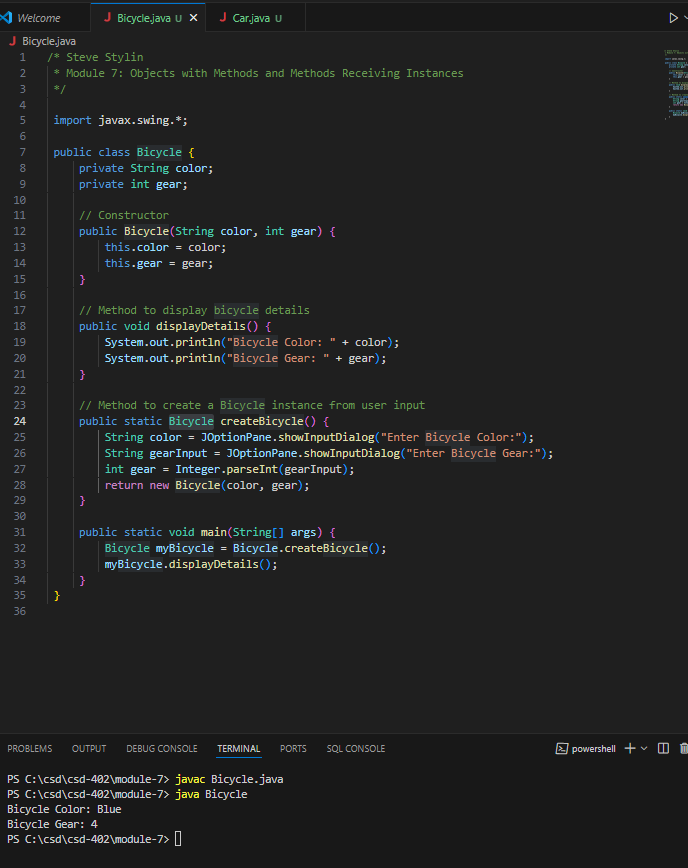 Welcome
J Bicycle.java U ×
J Car.java U
J Bicycle.java
1 /* Steve Stylin
2 * Module 7: Objects with Methods and Methods Receiving Instances
3 */
4
5 import javax.swing.*;
6
7 public class Bicycle {
8 private String color;
9 private int gear;
10
11 // Constructor
12 public Bicycle(String color, int gear) {
13 this.color = color;
14 this.gear = gear;
15 }
16
17 // Method to display bicycle details
18 public void displayDetails() {
19 System.out.println("Bicycle Color: " + color);
20 System.out.println("Bicycle Gear: " + gear);
21 }
22
23 // Method to create a Bicycle instance from user input
24 public static Bicycle createBicycle() {
25 String color = JOptionPane.showInputDialog("Enter Bicycle Color:");
26 String gearInput = JOptionPane.showInputDialog("Enter Bicycle Gear:");
27 int gear = Integer.parseInt(gearInput);
28 return new Bicycle(color, gear);
29 }
30
31 public static void main(String[] args) {
32 Bicycle myBicycle = Bicycle.createBicycle();
33 myBicycle.displayDetails();
34 }
35 }
36
PROBLEMS OUTPUT DEBUG CONSOLE TERMINAL PORTS SQL CONSOLE powershell
PS C:\csd\csd-402\module-7> javac Bicycle.java
PS C:\csd\csd-402\module-7> java Bicycle
Bicycle Color: Blue
Bicycle Gear: 4
PS C:\csd\csd-402\module-7>